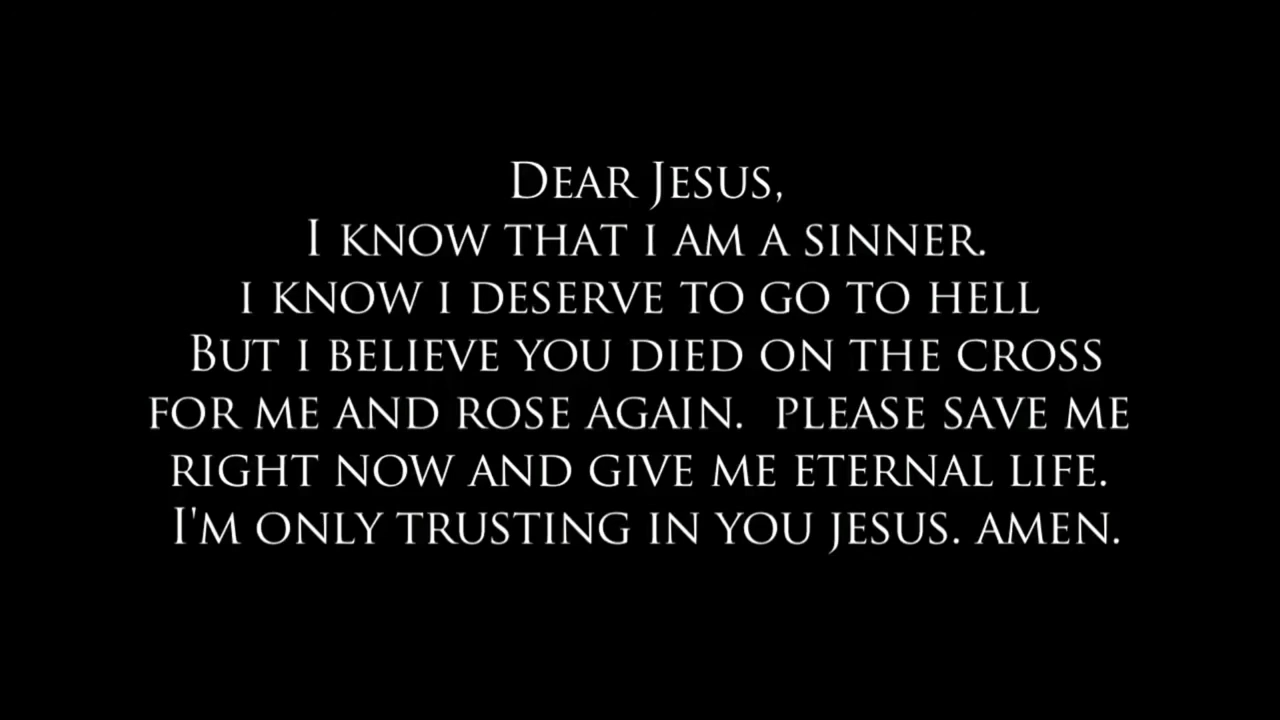 Dear Jesus,
I know that i am a sinner.
i know i deserve to go to hell
But i believe you died on the cross
for me and rose again.  please save me
right now and give me eternal life.
I'm only trusting in you jesus. amen.